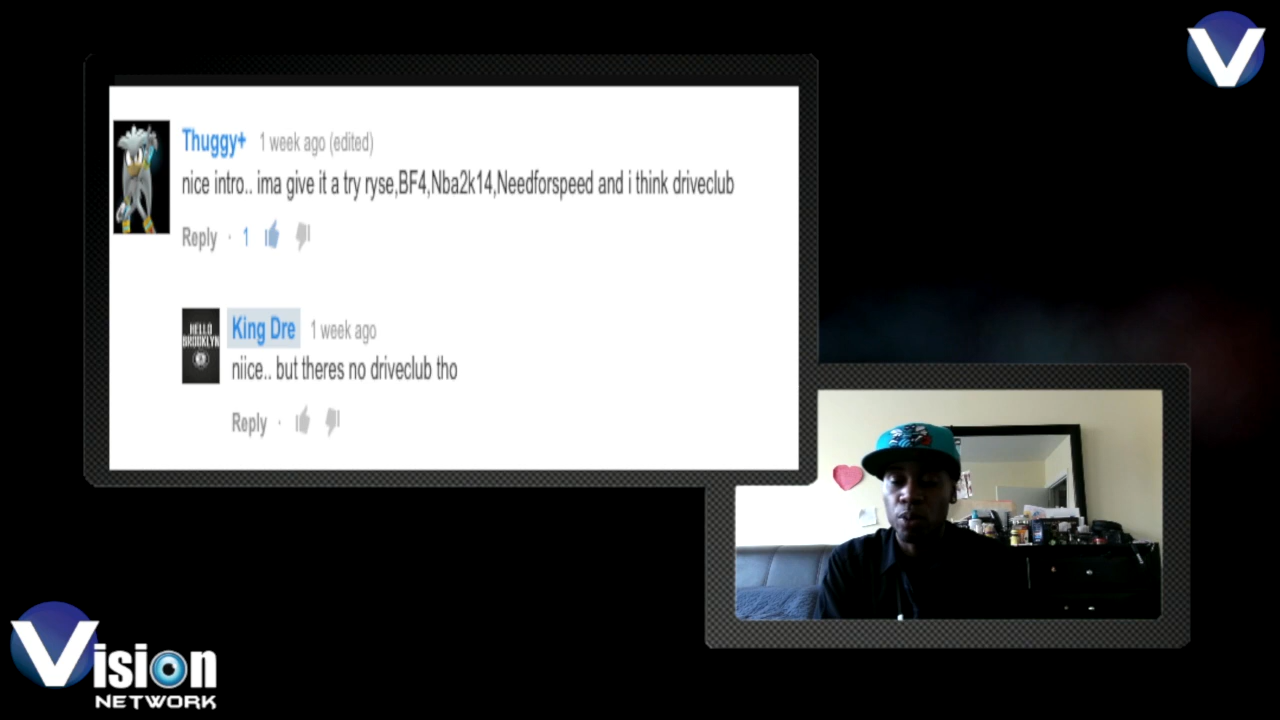 V
Thuggy+ 1 week ago (edited)
nice intro.. ima give it a try ryse,BF4,Nba2k14,Needforspeed and i think driveclub
Reply · 1
HELLO
BROOKLYN
King Dre 1 week ago
niice.. but theres no driveclub tho
Reply ·
Vision
NETWORK